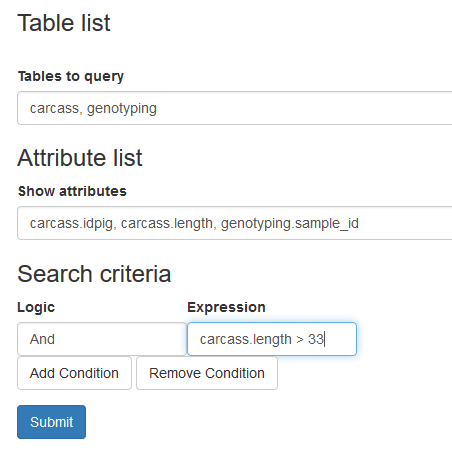 Table list
Tables to query
carcass, genotyping
Attribute list
Show attributes
carcass.idpig, carcass.length, genotyping.sample_id
Search criteria
Logic Expression
And carcass.length > 33
Add Condition Remove Condition
Submit